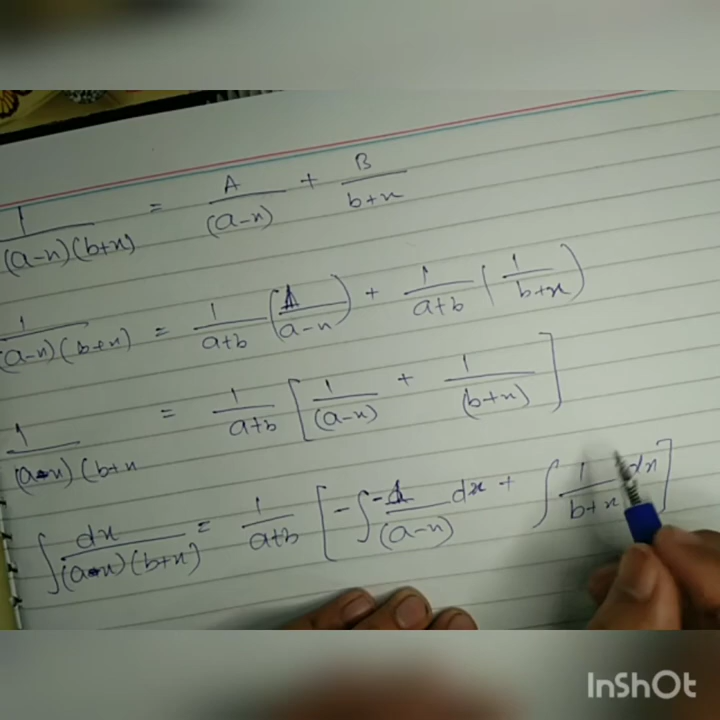 1/((a-x)(b+x)) = A/(a-x) + B/(b+x)
1/((a-x)(b+x)) = 1/(a+b) (1/(a-x)) + 1/(a+b) (1/(b+x))
1/((a-x)(b+x = 1/(a+b) [1/(a-x) + 1/(b+x)]
∫ dx/((a-x)(b+x)) = 1/(a+b) [-∫ -1/(a-x) dx + ∫ 1/(b+x) dx]
InShOt